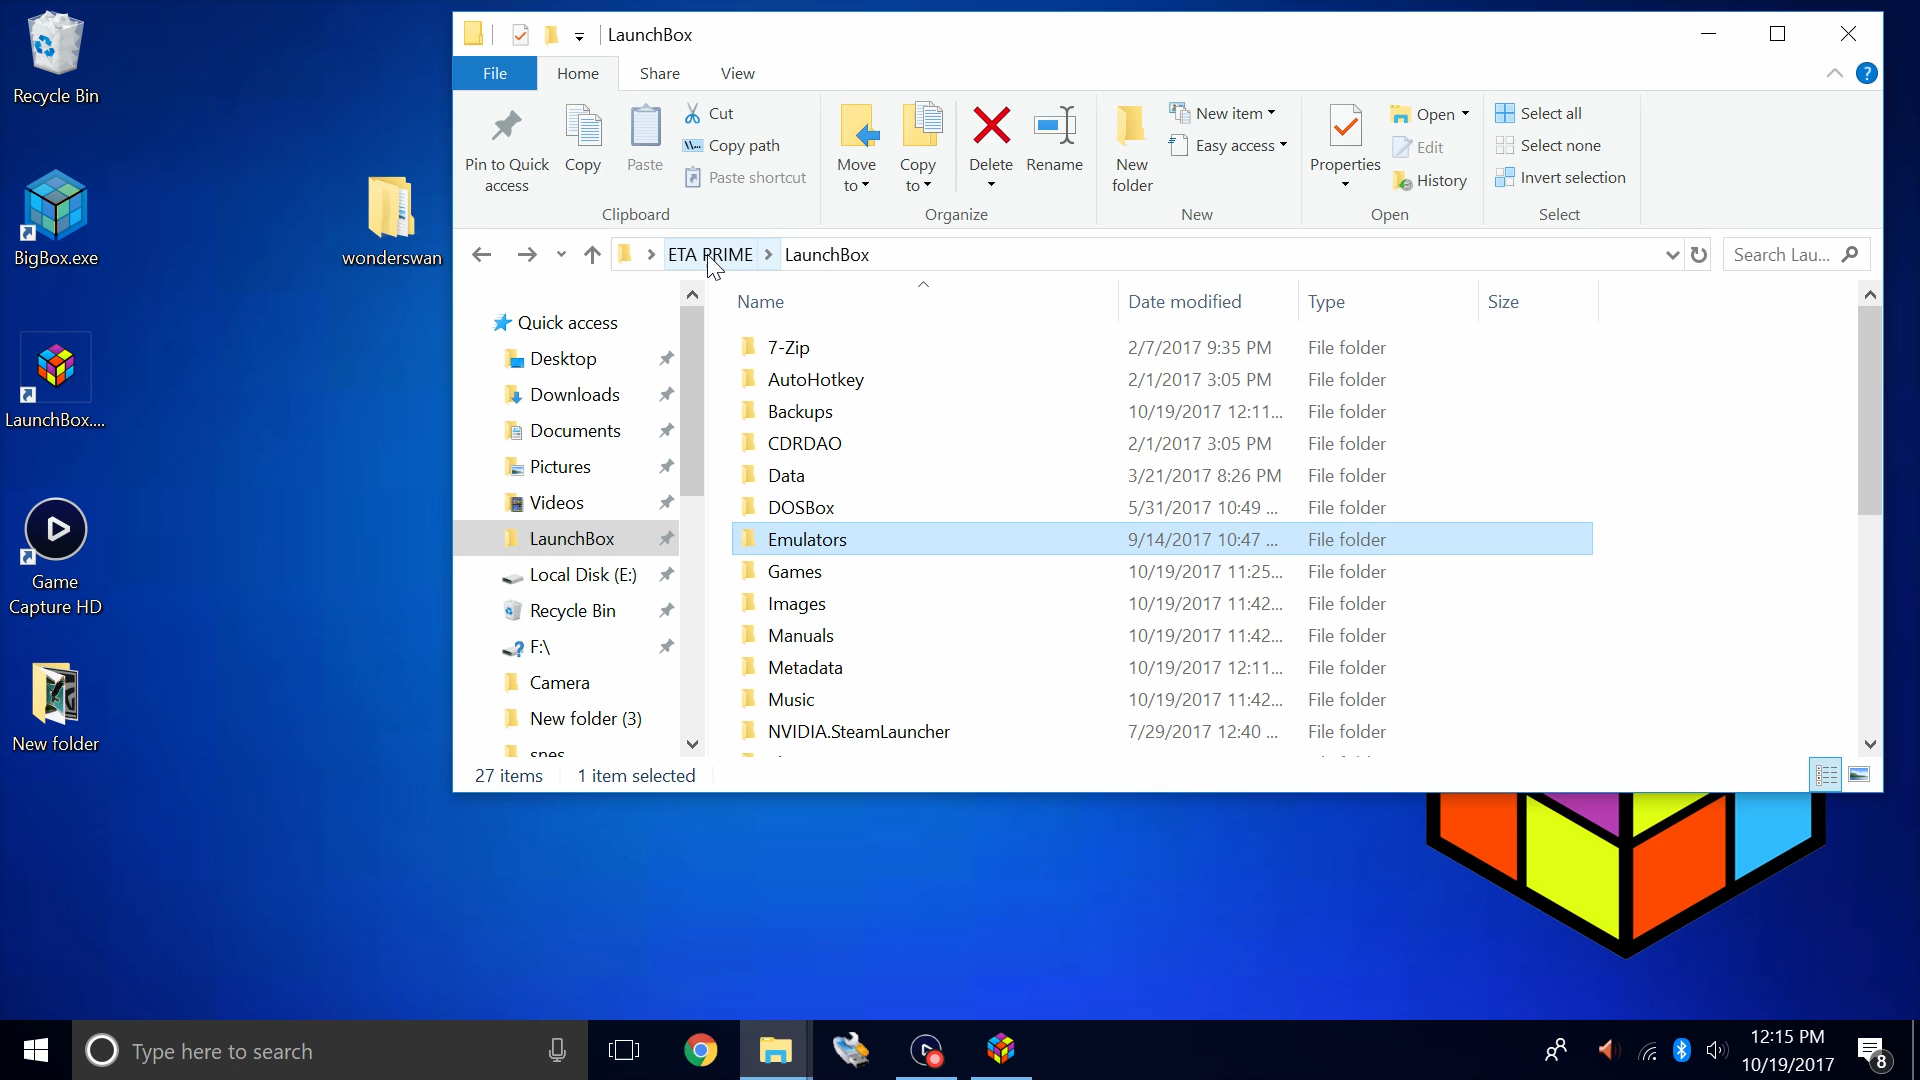 Recycle Bin
BigBox.exe
wonderswan
LaunchBox....
Game
Capture HD
New folder
LaunchBox
File
Home
Share
View
?
Pin to Quick
access
Copy
Paste
Cut
Copy path
Paste shortcut
Clipboard
Move
to
Copy
to
Delete
Rename
Organize
New
folder
New item
Easy access
New
Properties
Open
Edit
History
Open
Select all
Select none
Invert selection
Select
ETA PRIME
LaunchBox
Search Lau...
Quick access
Desktop
Downloads
Documents
Pictures
Videos
LaunchBox
Local Disk (E:)
Recycle Bin
F:\
Camera
New folder (3)
snes
Name Date modified Type Size
7-Zip 2/7/2017 9:35 PM File folder
AutoHotkey 2/1/2017 3:05 PM File folder
Backups 10/19/2017 12:11... File folder
CDRDAO 2/1/2017 3:05 PM File folder
Data 3/21/2017 8:26 PM File folder
DOSBox 5/31/2017 10:49 ... File folder
Emulators 9/14/2017 10:47 ... File folder
Games 10/19/2017 11:25... File folder
Images 10/19/2017 11:42... File folder
Manuals 10/19/2017 11:42... File folder
Metadata 10/19/2017 12:11... File folder
Music 10/19/2017 11:42... File folder
NVIDIA.SteamLauncher 7/29/2017 12:40 ... File folder
27 items 1 item selected
Type here to search
12:15 PM
10/19/2017
8